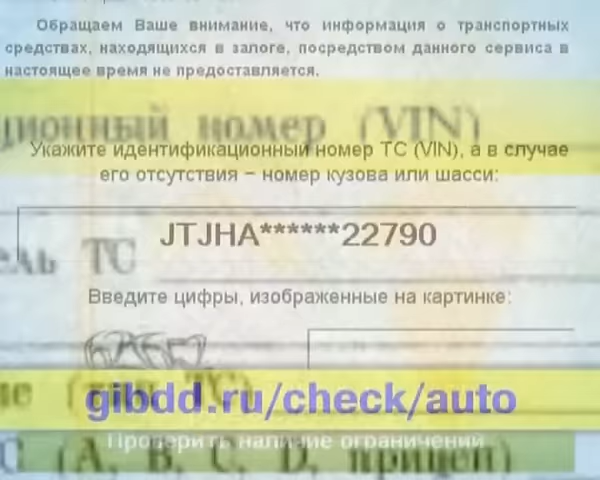 Обращаем Ваше внимание, что информация о транспортных
средствах, находящихся в залоге, посредством данного сервиса в
настоящее время не предоставляется.
ционный номер (VIN)
Укажите идентификационный номер ТС (VIN), а в случае
его отсутствия – номер кузова или шасси:
JTJHA******22790
ль ТС
Введите цифры, изображенные на картинке:
gibdd.ru/check/auto
Проверить наличие ограничений
С (А, В, С, D, прицеп)